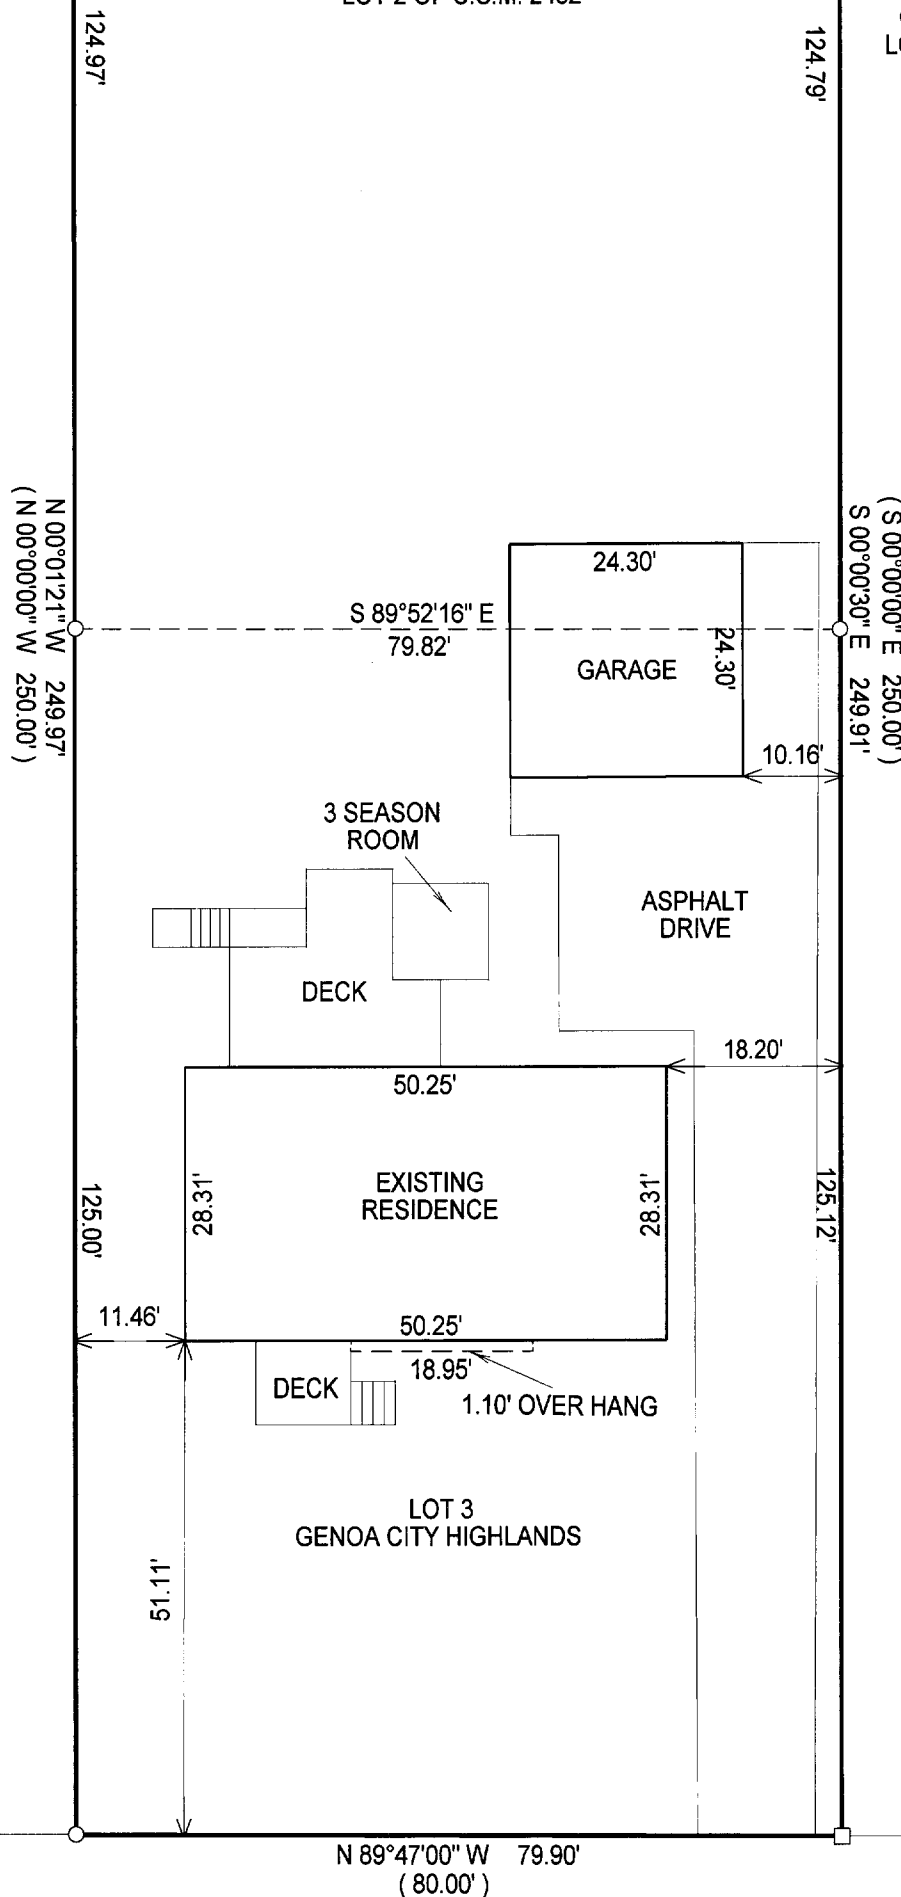 124.97'
124.79'
N 00°01'21" W 249.97'
( N 00°00'00" W 250.00' )
( S 00°00'00" E 250.00' )
S 00°00'30" E 249.91'
24.30'
S 89°52'16" E
79.82'
24.30'
GARAGE
10.16'
3 SEASON
ROOM
ASPHALT
DRIVE
DECK
18.20'
50.25'
EXISTING
RESIDENCE
28.31'
28.31'
125.00'
125.12'
11.46'
50.25'
18.95'
DECK
1.10' OVER HANG
LOT 3
GENOA CITY HIGHLANDS
51.11'
N 89°47'00" W 79.90'
( 80.00' )